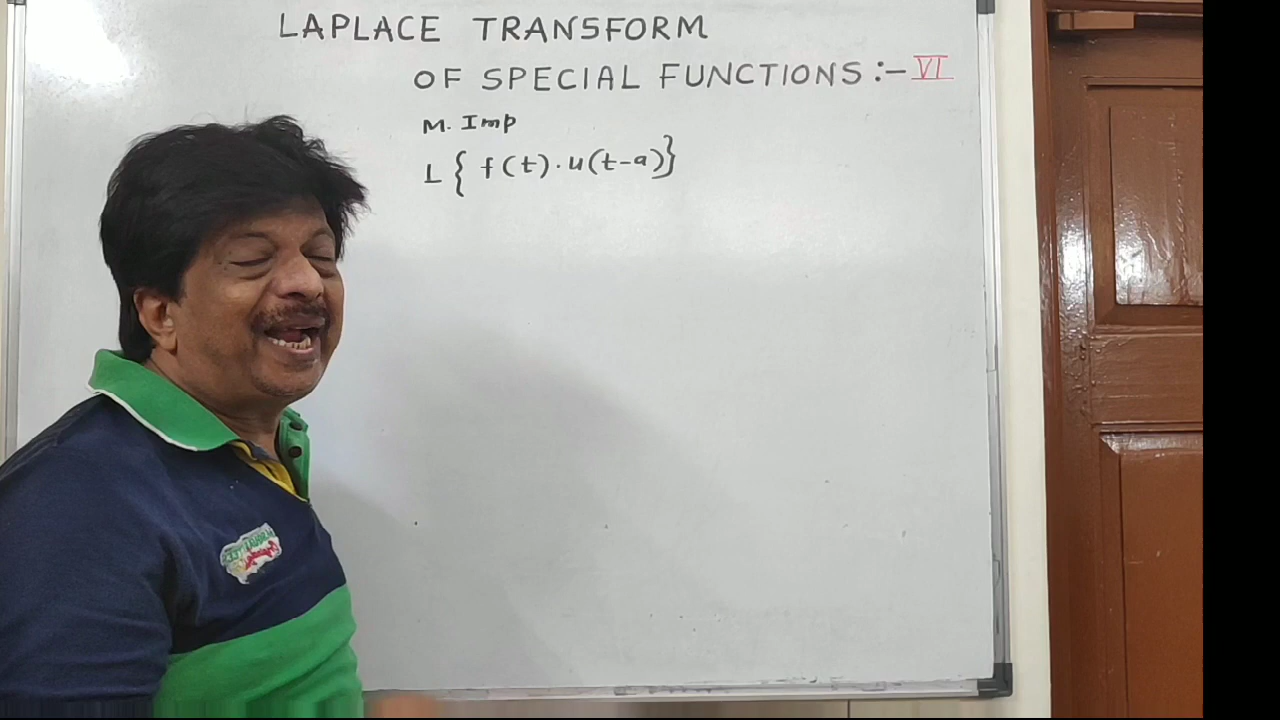 LAPLACE TRANSFORM
OF SPECIAL FUNCTIONS :- VI
M. Imp
L { f(t) · u(t-a) }